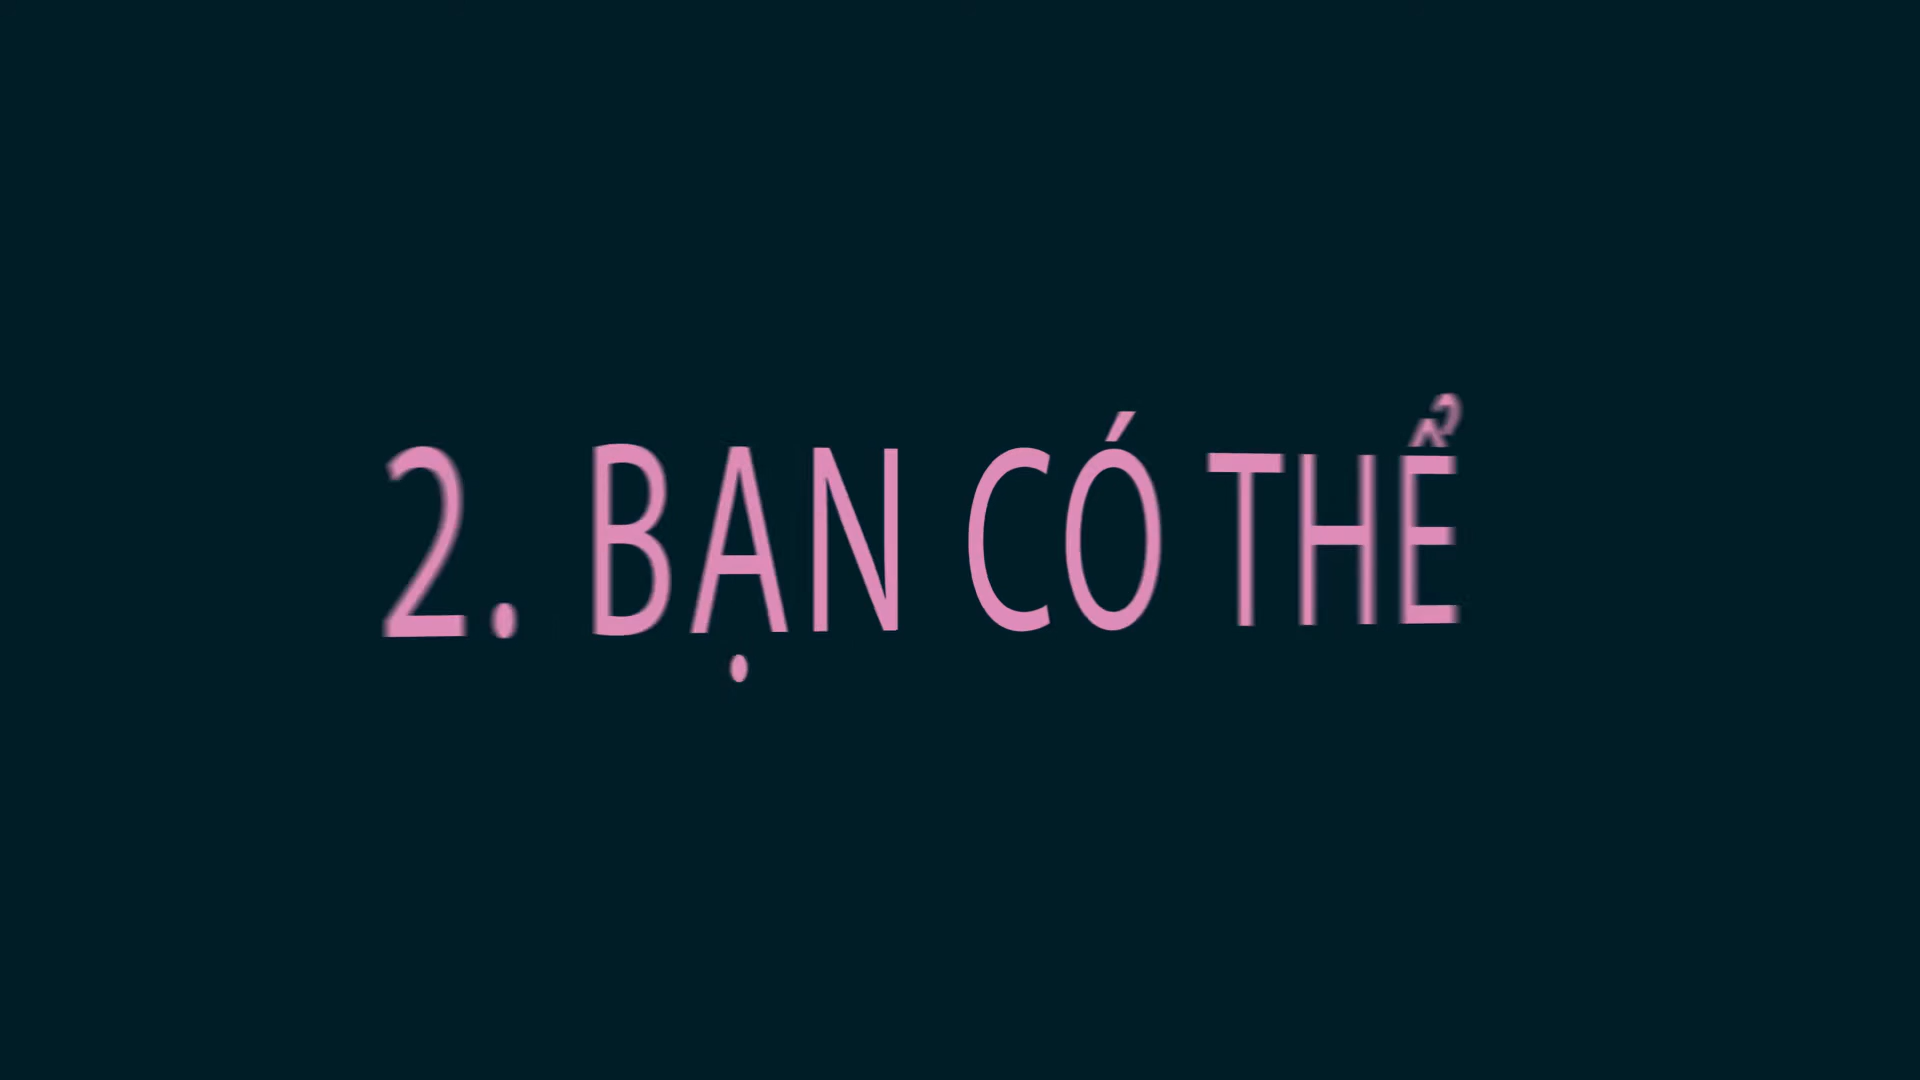 2. BẠN CÓ THỂ